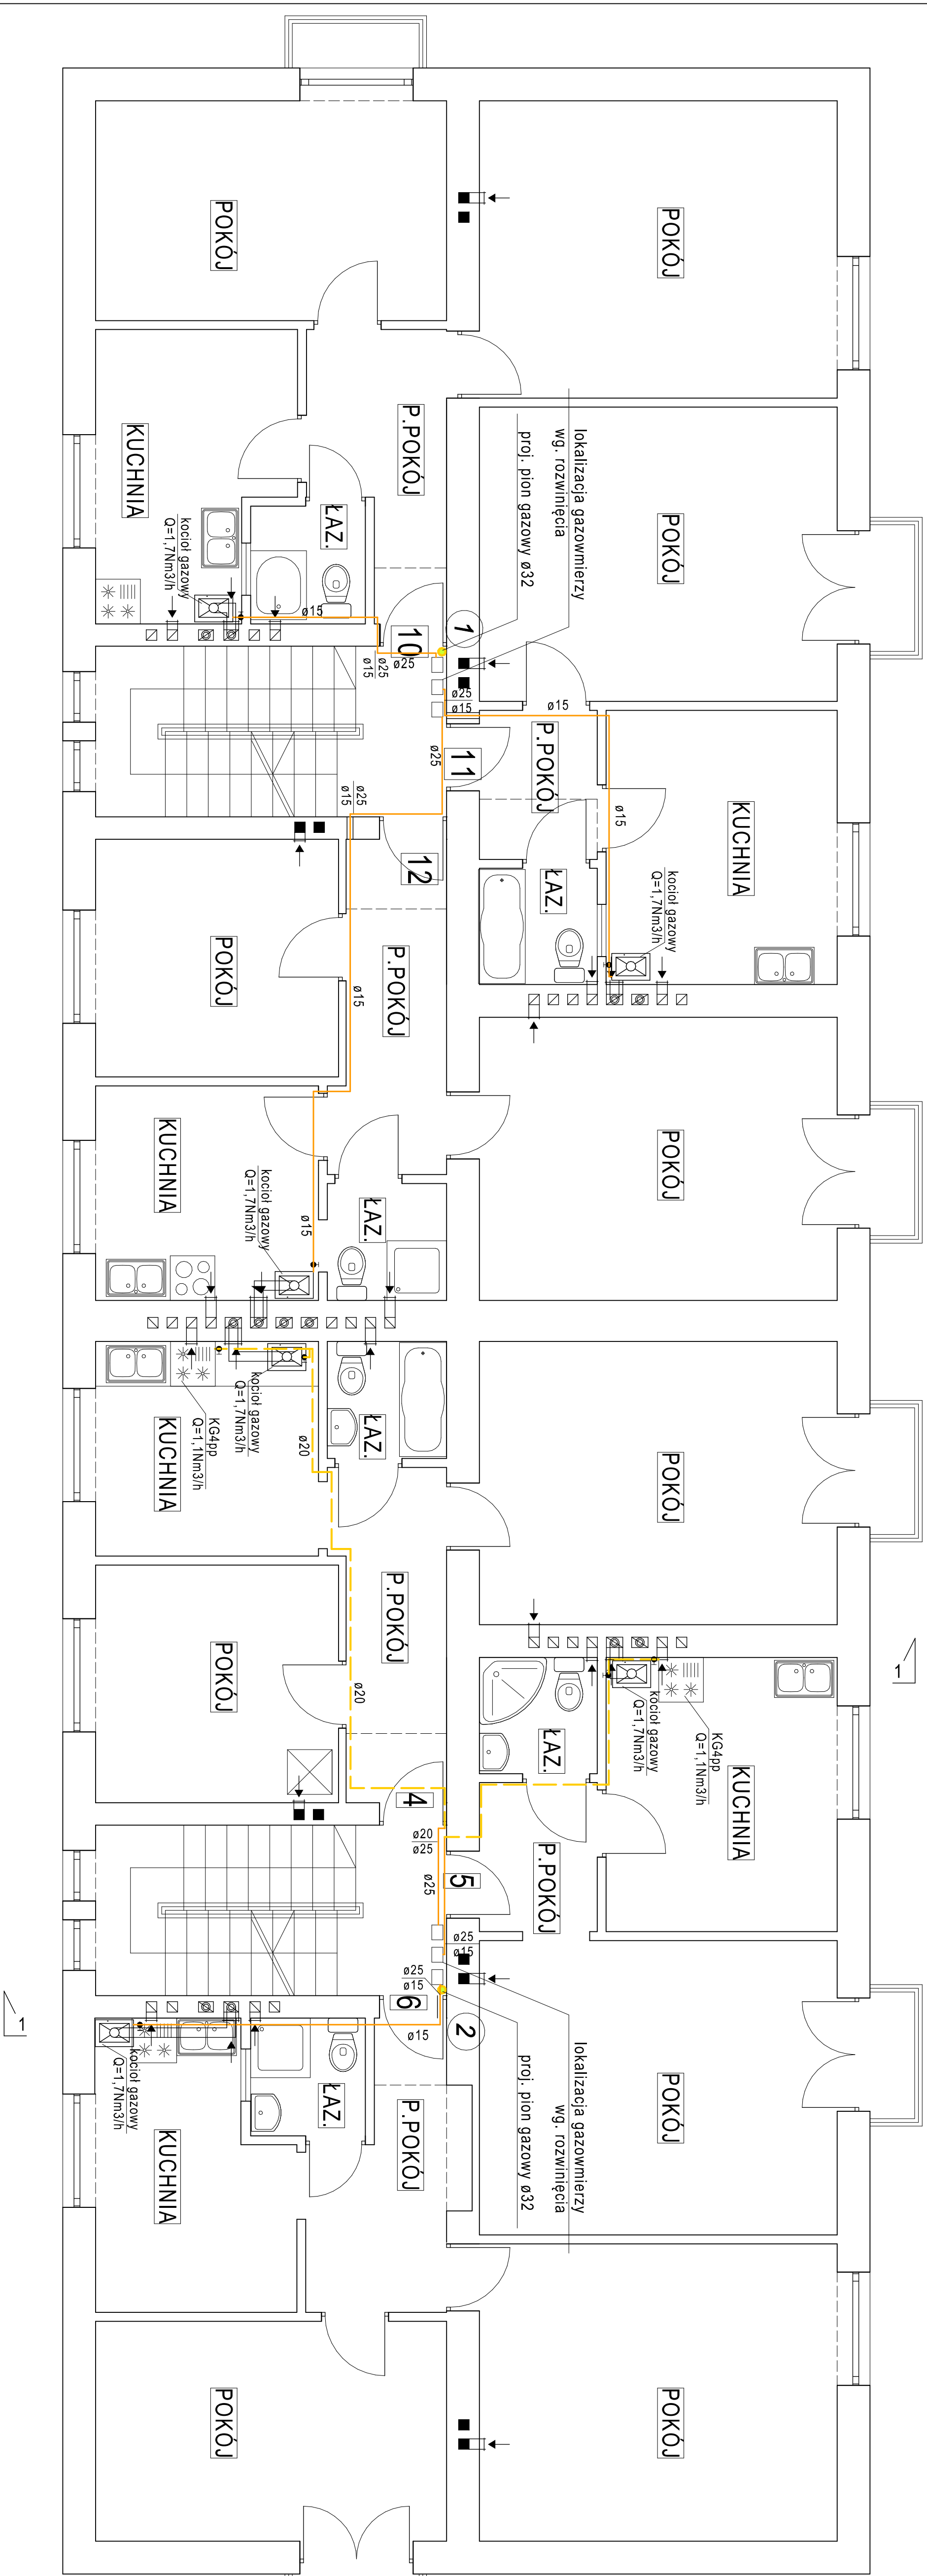 POKÓJ
POKÓJ
P.POKÓJ
KUCHNIA
ŁAZ.
kocioł gazowy
Q=1,7Nm3/h
lokalizacja gazowmierzy
wg. rozwinięcia
proj. pion gazowy ø32
POKÓJ
ø15
1
10
ø25
ø25
ø15
ø25
ø15
ø15
ø25
11
P.POKÓJ
KUCHNIA
ø15
ø25
ø15
12
ŁAZ.
kocioł gazowy
Q=1,7Nm3/h
POKÓJ
P.POKÓJ
ø15
POKÓJ
KUCHNIA
ŁAZ.
kocioł gazowy
Q=1,7Nm3/h
ø15
ŁAZ.
kocioł gazowy
Q=1,7Nm3/h
KG4pp
Q=1,1Nm3/h
ø20
KUCHNIA
POKÓJ
P.POKÓJ
POKÓJ
ø20
1
kocioł gazowy
Q=1,7Nm3/h
KG4pp
Q=1,1Nm3/h
ŁAZ.
KUCHNIA
4
ø20
ø25
5
P.POKÓJ
ø25
ø25
ø15
ø25
ø15
6
2
ø15
1
kocioł gazowy
Q=1,7Nm3/h
ŁAZ.
P.POKÓJ
KUCHNIA
lokalizacja gazowmierzy
wg. rozwinięcia
proj. pion gazowy ø32
POKÓJ
POKÓJ
POKÓJ